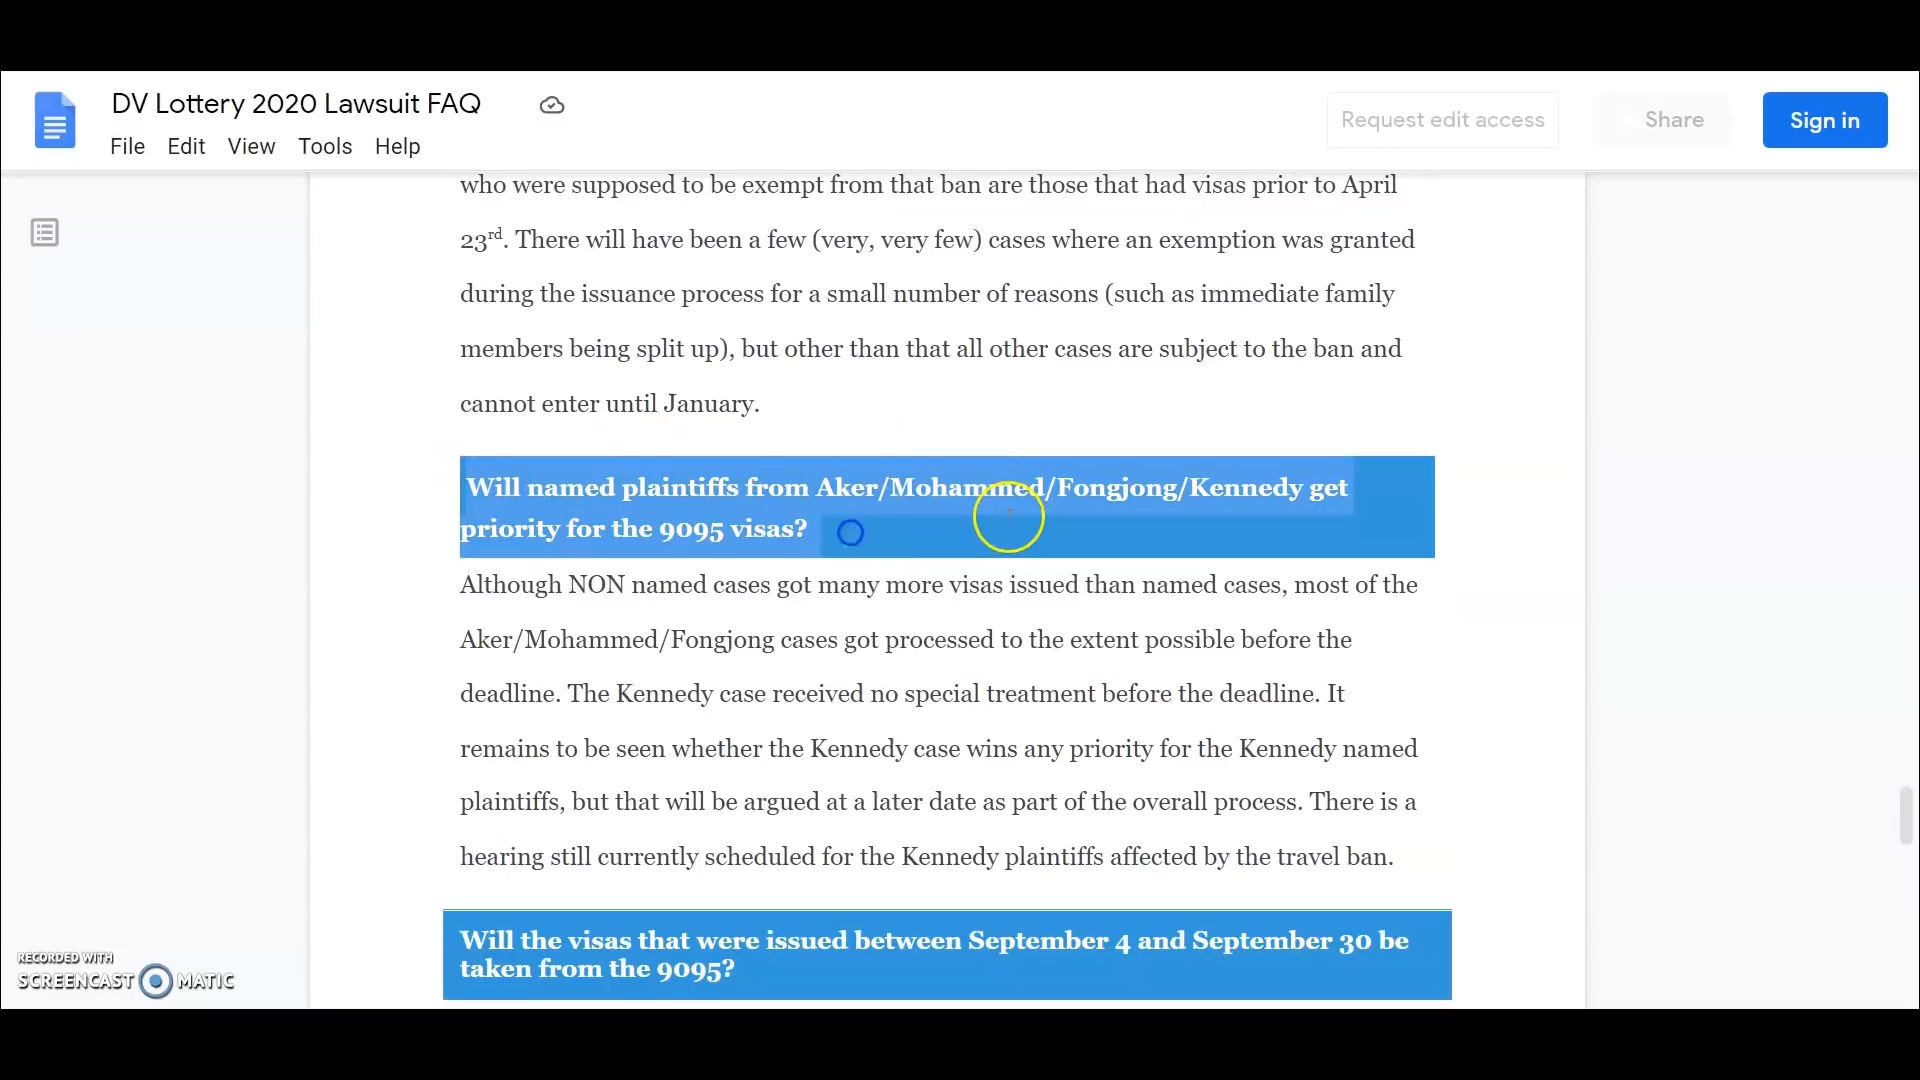 DV Lottery 2020 Lawsuit FAQ
File Edit View Tools Help
Request edit access
Share
Sign in
who were supposed to be exempt from that ban are those that had visas prior to April
23rd. There will have been a few (very, very few) cases where an exemption was granted
during the issuance process for a small number of reasons (such as immediate family
members being split up), but other than that all other cases are subject to the ban and
cannot enter until January.
Will named plaintiffs from Aker/Mohammed/Fongjong/Kennedy get
priority for the 9095 visas?
Although NON named cases got many more visas issued than named cases, most of the
Aker/Mohammed/Fongjong cases got processed to the extent possible before the
deadline. The Kennedy case received no special treatment before the deadline. It
remains to be seen whether the Kennedy case wins any priority for the Kennedy named
plaintiffs, but that will be argued at a later date as part of the overall process. There is a
hearing still currently scheduled for the Kennedy plaintiffs affected by the travel ban.
Will the visas that were issued between September 4 and September 30 be
taken from the 9095?
RECORDED WITH
SCREENCAST MATIC